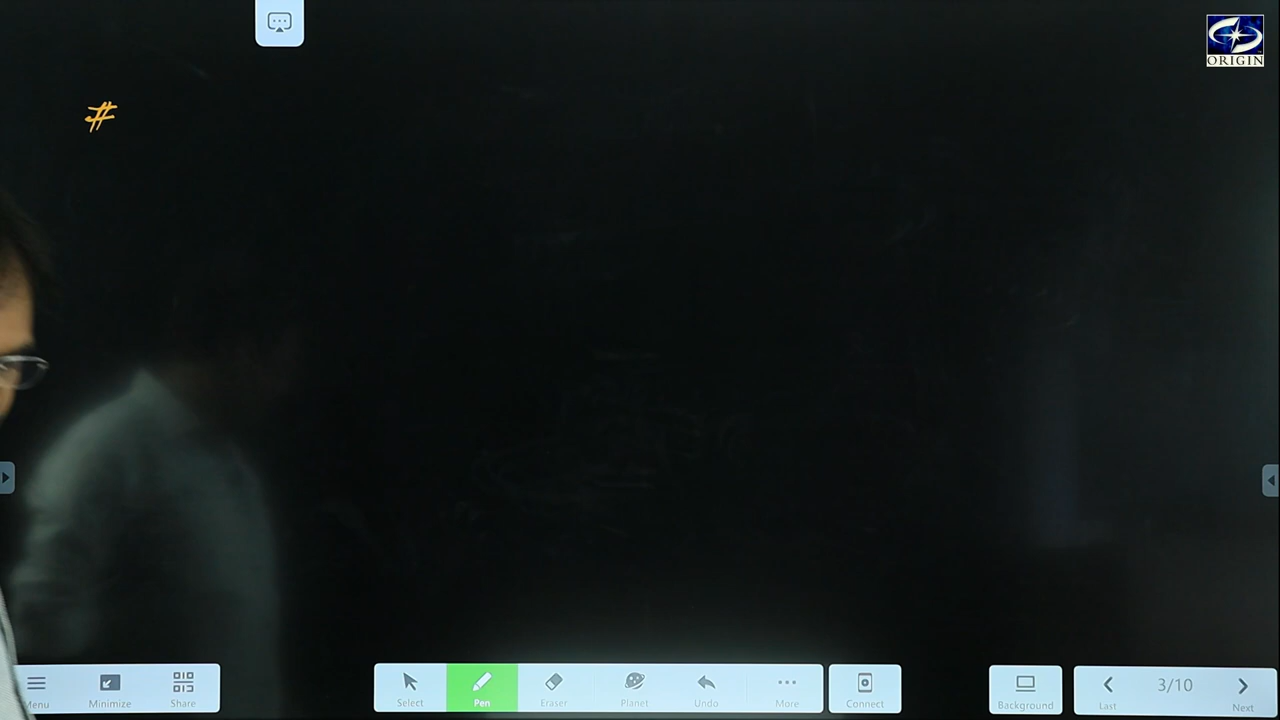 ORIGIN
#
Menu
Minimize
Share
Select
Pen
Eraser
Planet
Undo
More
Connect
Background
Last
3/10
Next